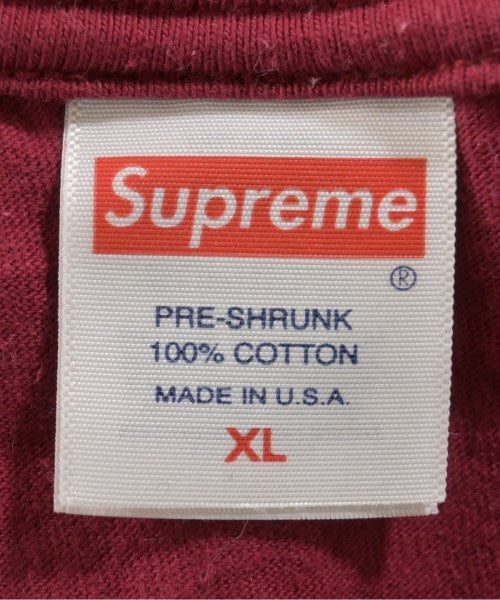 Supreme
®
PRE-SHRUNK
100% COTTON
MADE IN U.S.A.
XL